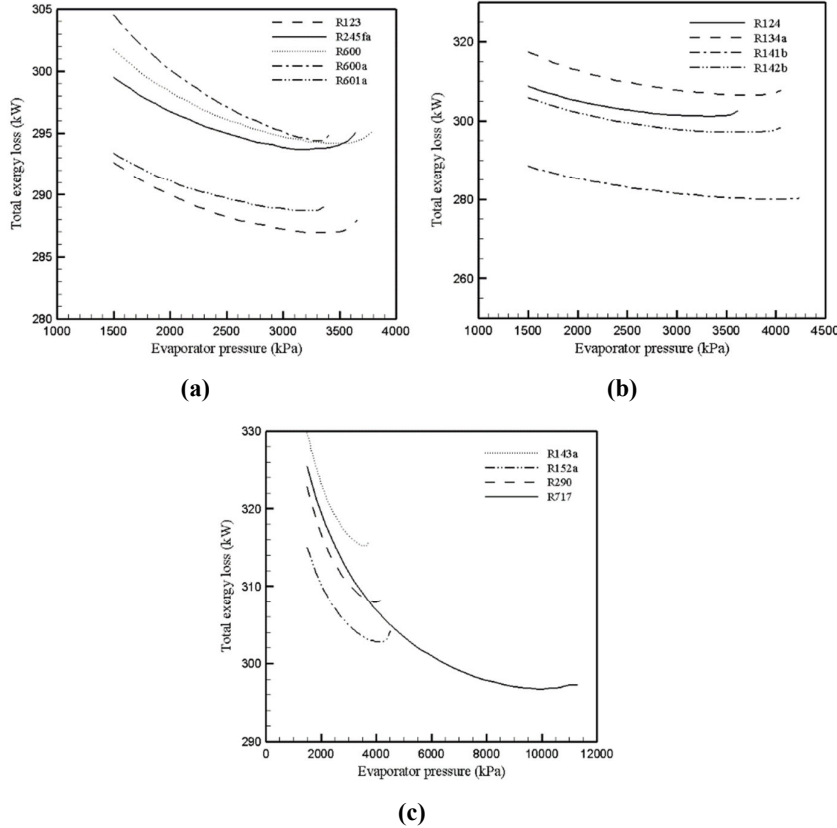 305
300
295
290
285
280
Total exergy loss (kW)
1000 1500 2000 2500 3000 3500 4000
Evaporator pressure (kPa)
R123
R245fa
R600
R600a
R601a
(a)
320
300
280
260
Total exergy loss (kW)
1000 1500 2000 2500 3000 3500 4000 4500
Evaporator pressure (kPa)
R124
R134a
R141b
R142b
(b)
330
320
310
300
290
Total exergy loss (kW)
0 2000 4000 6000 8000 10000 12000
Evaporator pressure (kPa)
R143a
R152a
R290
R717
(c)